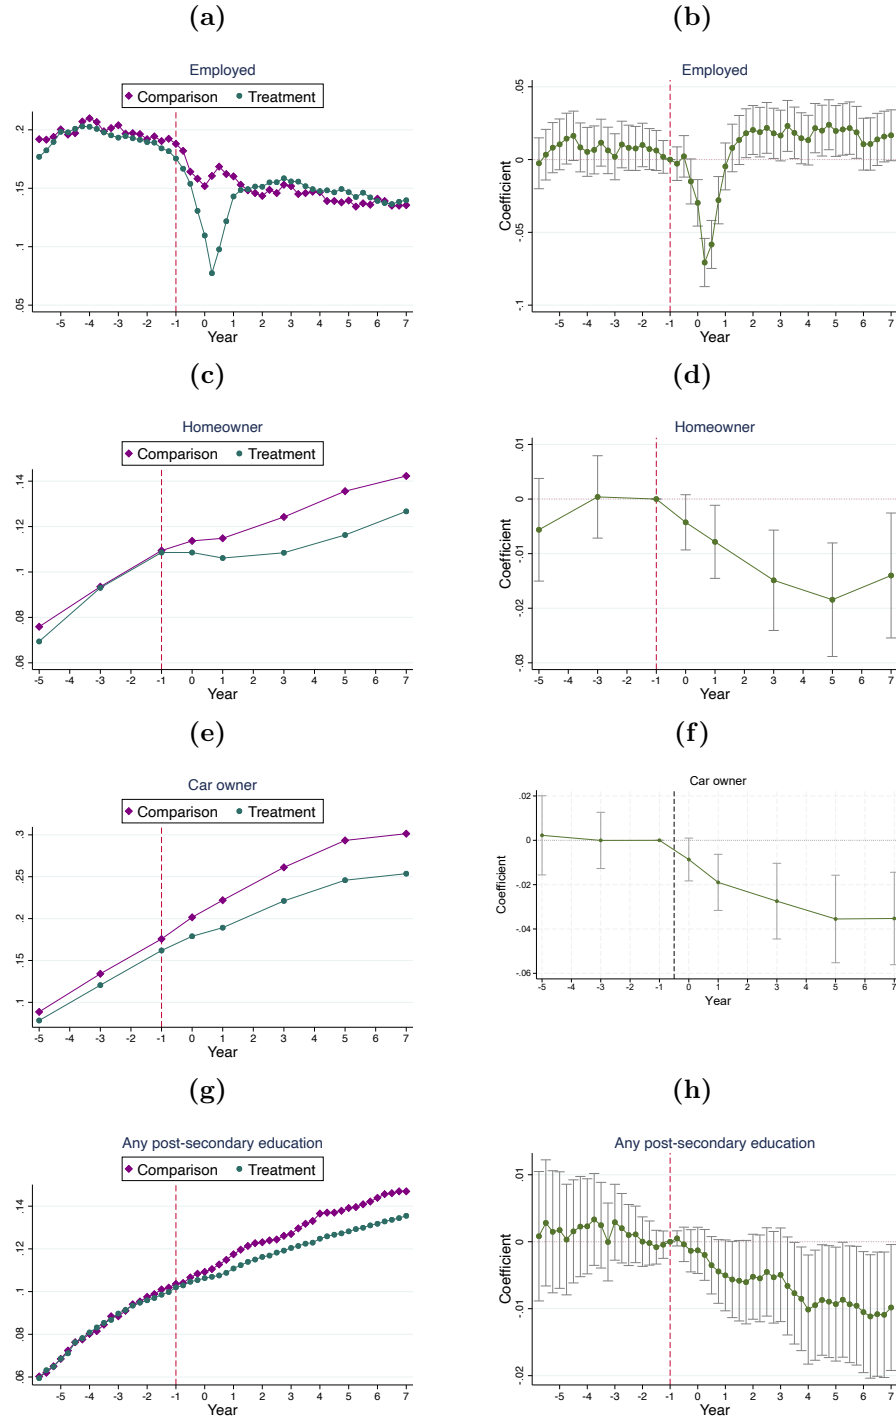 (a)
Employed
Comparison Treatment
.2
.15
.1
.05
-5 -4 -3 -2 -1 0 1 2 3 4 5 6 7
Year
(b)
Employed
Coefficient
.05
0
-.05
-.1
-5 -4 -3 -2 -1 0 1 2 3 4 5 6 7
Year
(c)
Homeowner
Comparison Treatment
.14
.12
.1
.08
.06
-5 -4 -3 -2 -1 0 1 2 3 4 5 6 7
Year
(d)
Homeowner
Coefficient
.01
0
-.01
-.02
-.03
-5 -4 -3 -2 -1 0 1 2 3 4 5 6 7
Year
(e)
Car owner
Comparison Treatment
.3
.25
.2
.15
.1
-5 -4 -3 -2 -1 0 1 2 3 4 5 6 7
Year
(f)
Car owner
Coefficient
.02
0
-.02
-.04
-.06
-5 -4 -3 -2 -1 0 1 2 3 4 5 6 7
Year
(g)
Any post-secondary education
Comparison Treatment
.14
.12
.1
.08
.06
-5 -4 -3 -2 -1 0 1 2 3 4 5 6 7
Year
(h)
Any post-secondary education
Coefficient
.01
0
-.01
-.02
-5 -4 -3 -2 -1 0 1 2 3 4 5 6 7
Year